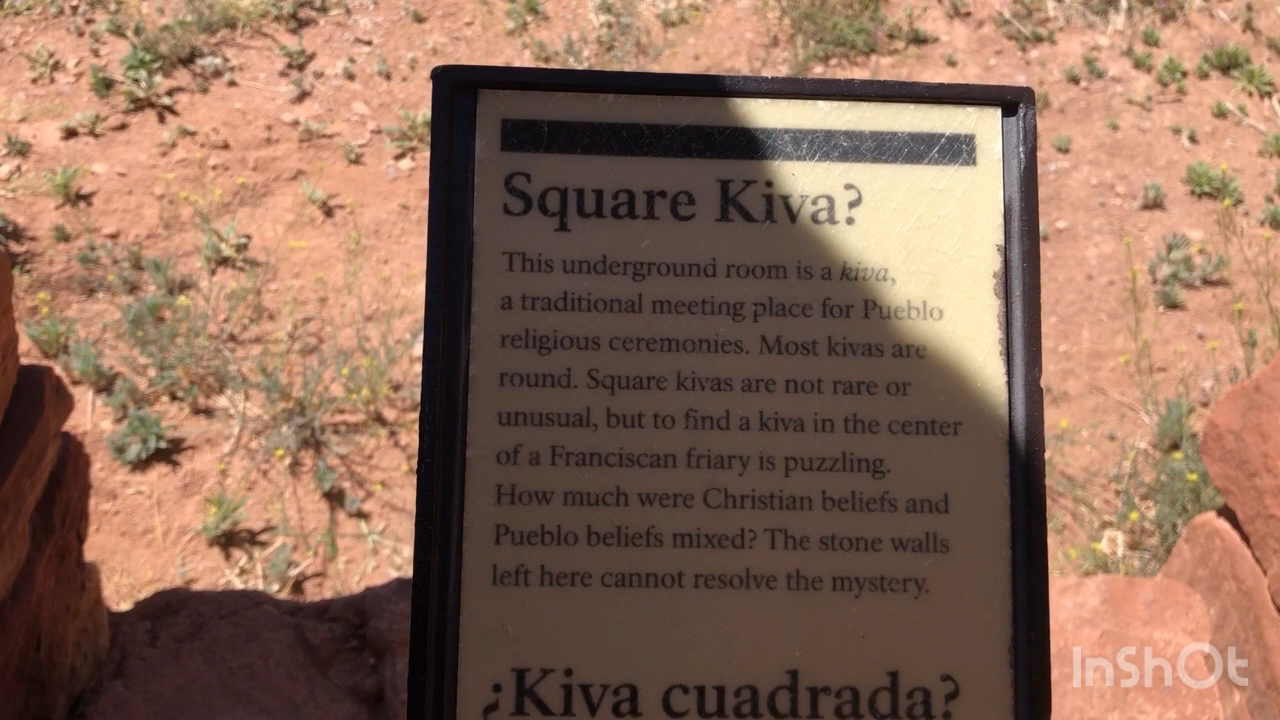 Square Kiva?
This underground room is a kiva,
a traditional meeting place for Pueblo
religious ceremonies. Most kivas are
round. Square kivas are not rare or
unusual, but to find a kiva in the center
of a Franciscan friary is puzzling.
How much were Christian beliefs and
Pueblo beliefs mixed? The stone walls
left here cannot resolve the mystery.
¿Kiva cuadrada?
InShOt